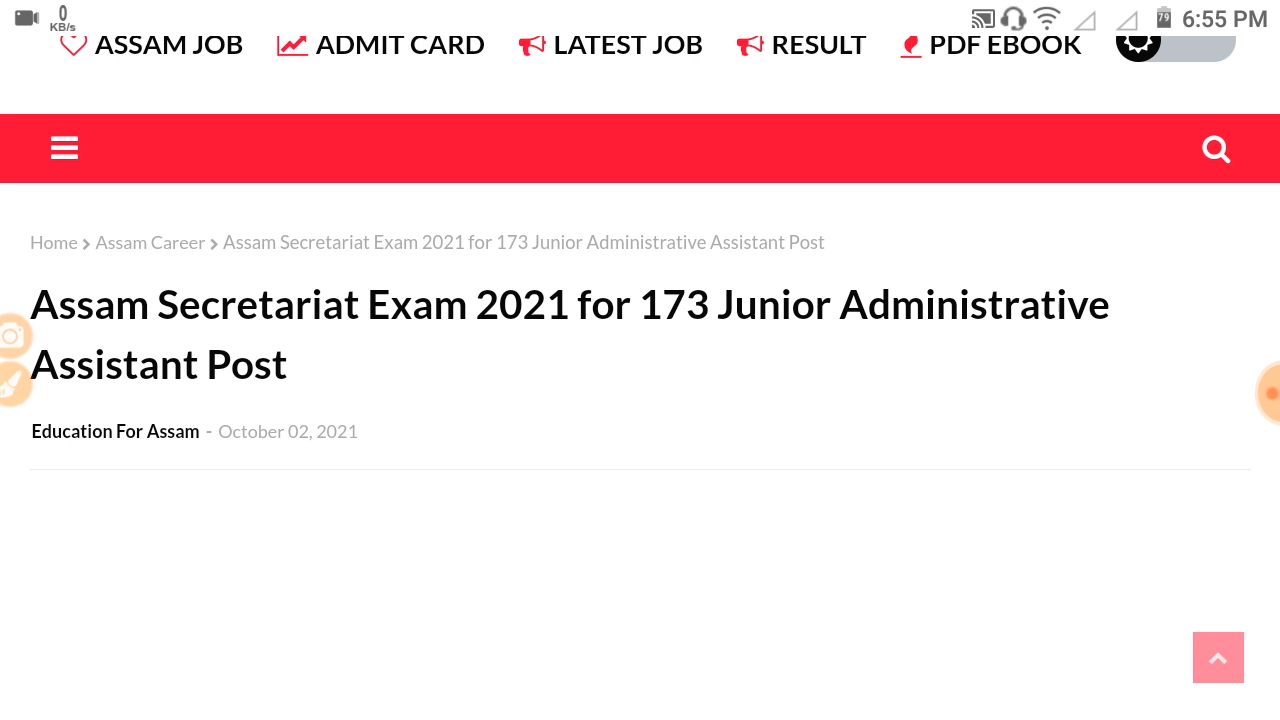 0
KB/s
79
6:55 PM
ASSAM JOB ADMIT CARD LATEST JOB RESULT PDF EBOOK
Home Assam Career Assam Secretariat Exam 2021 for 173 Junior Administrative Assistant Post
Assam Secretariat Exam 2021 for 173 Junior Administrative
Assistant Post
Education For Assam - October 02, 2021